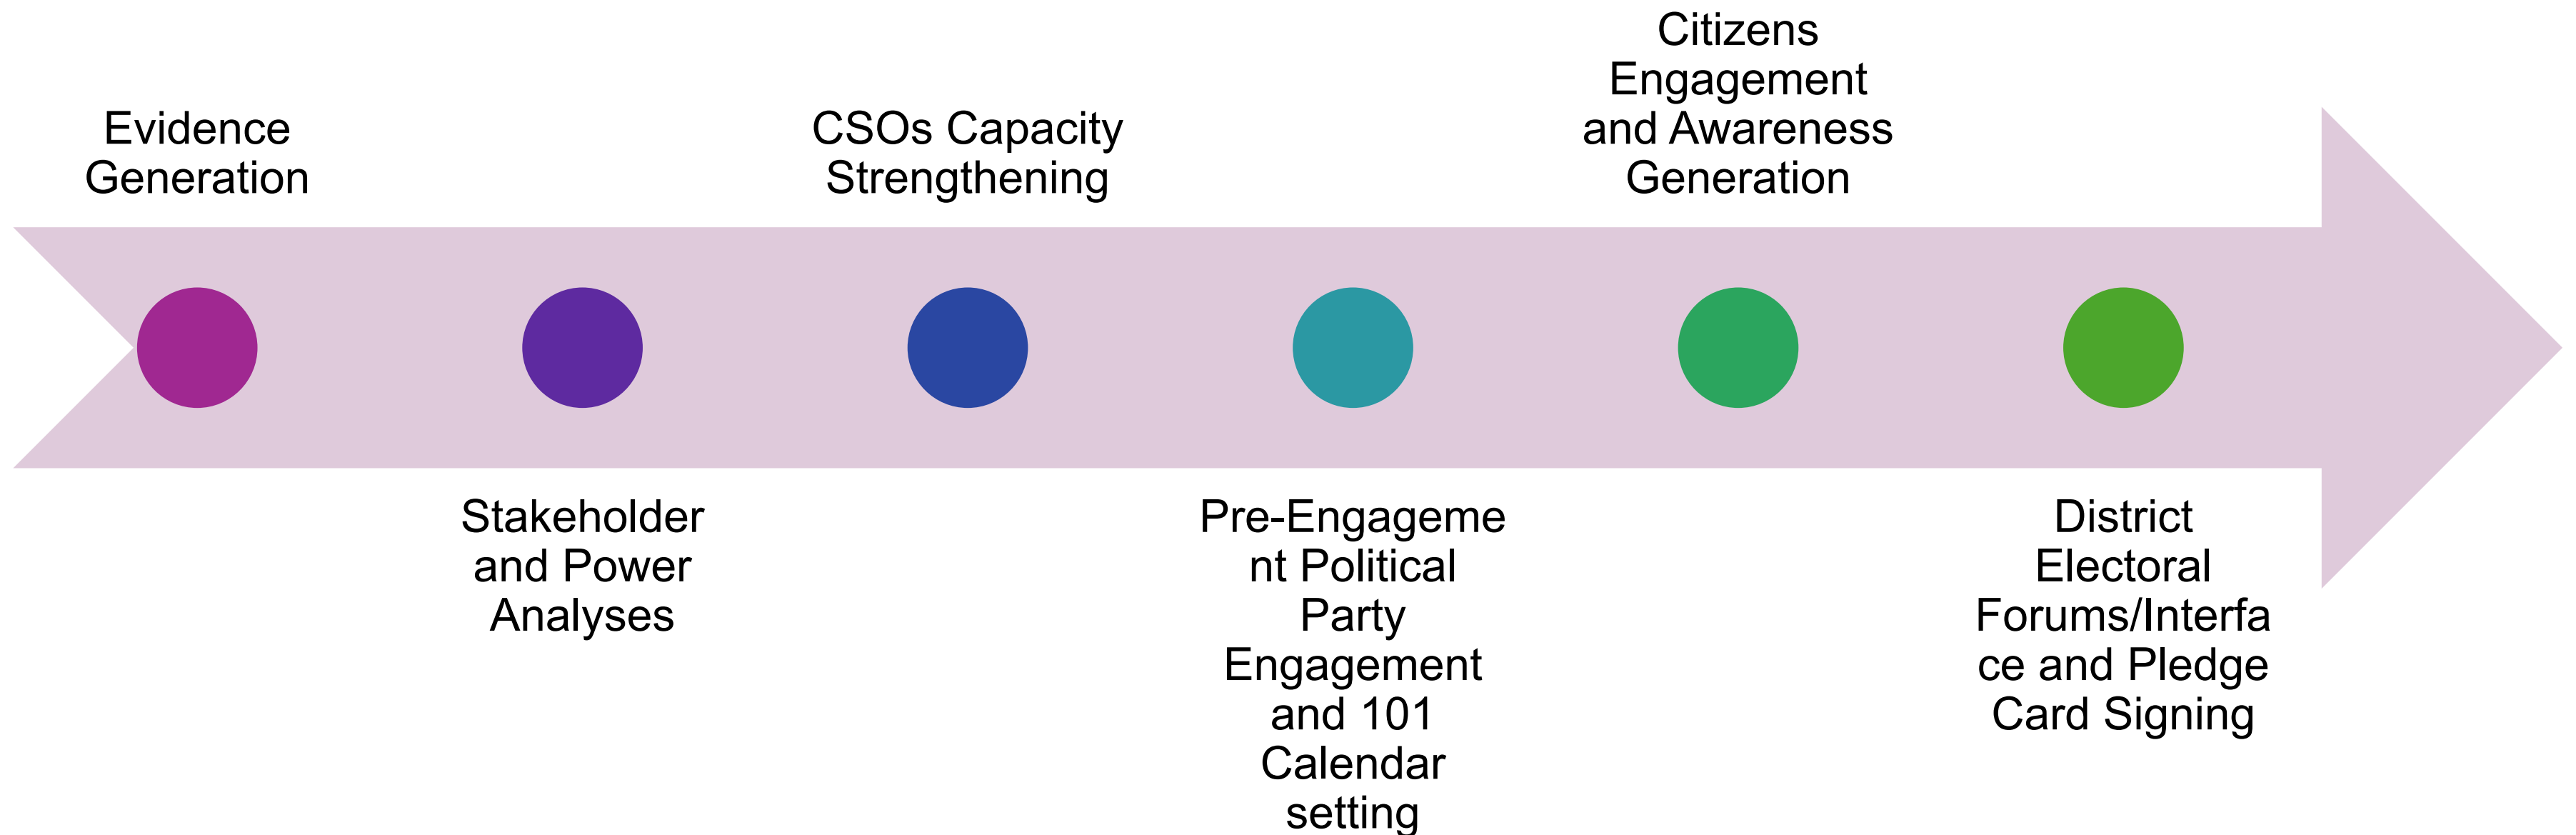 Evidence
Generation
Stakeholder
and Power
Analyses
CSOs Capacity
Strengthening
Pre-Engageme
nt Political
Party
Engagement
and 101
Calendar
setting
Citizens
Engagement
and Awareness
Generation
District
Electoral
Forums/Interfa
ce and Pledge
Card Signing